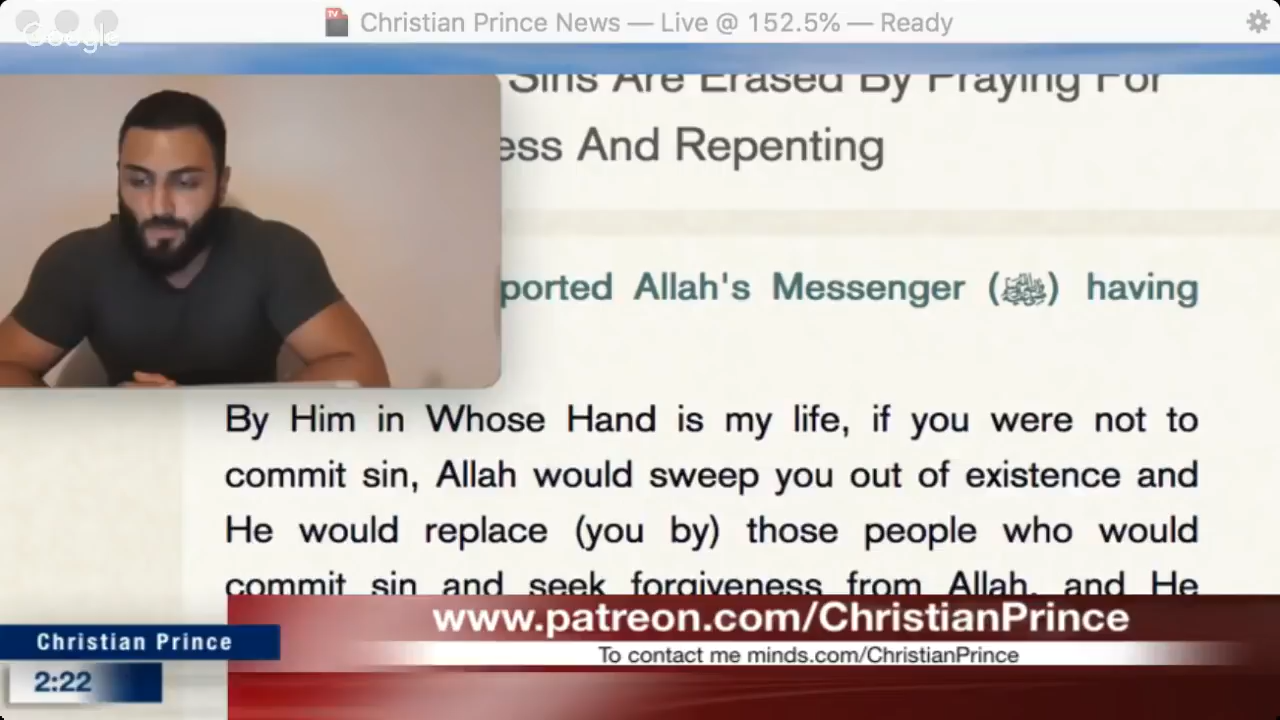 Christian Prince News — Live @ 152.5% — Ready
Google
TV
Sins Are Erased By Praying For
ess And Repenting
ported Allah's Messenger (ﷺ) having
By Him in Whose Hand is my life, if you were not to
commit sin, Allah would sweep you out of existence and
He would replace (you by) those people who would
commit sin and seek forgiveness from Allah, and He
www.patreon.com/ChristianPrince
Christian Prince
To contact me minds.com/ChristianPrince
2:22